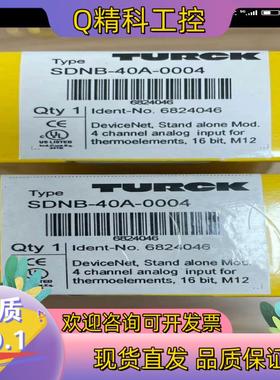 Q精科工控
Type
TURCK
SDNB-40A-0004
6824046
Qty 1
Ident-No. 6824046
DeviceNet, Stand alone Mod.
4 channel analog input for
thermoelements, 16 bit, M12
Type
TURCK
SDNB-40A-0004
6824046
Qty 1
Ident-No. 6824046
DeviceNet, Stand alone Mod.
4 channel analog input for
thermoelements, 16 bit, M12
质
O.1
欢迎咨询可开发票
现货直发 品质保证